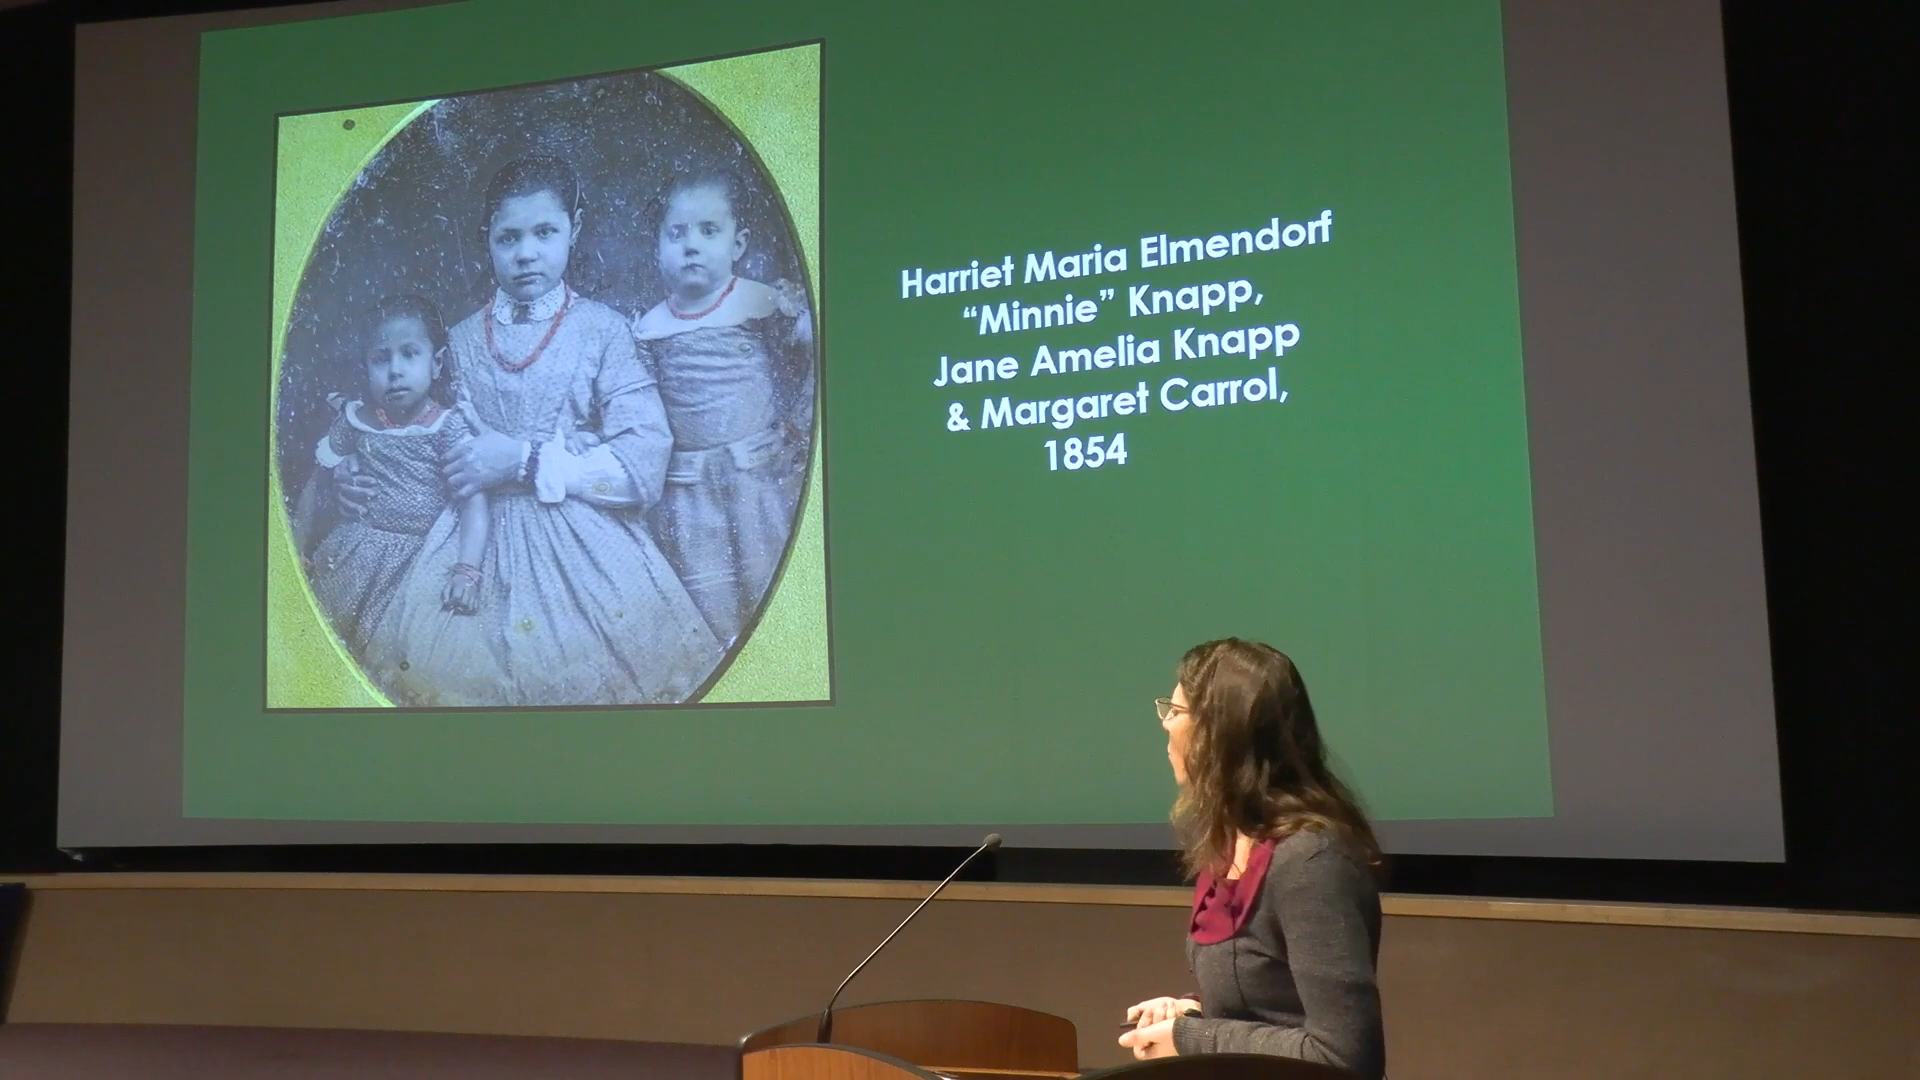 Harriet Maria Elmendorf
“Minnie” Knapp,
Jane Amelia Knapp
& Margaret Carrol,
1854